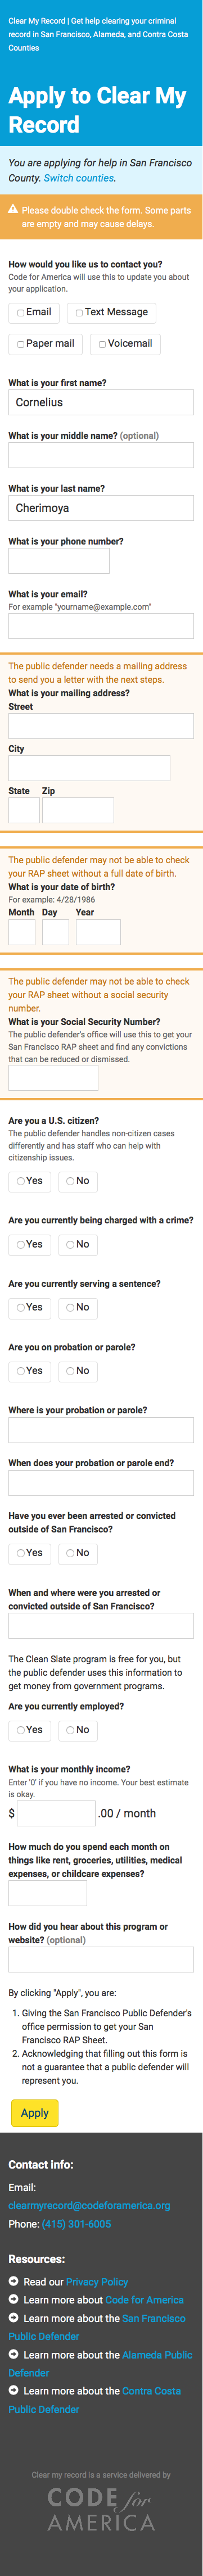 Clear My Record | Get help clearing your criminal
record in San Francisco, Alameda, and Contra Costa
Counties
Apply to Clear My
Record
You are applying for help in San Francisco
County. Switch counties.
Please double check the form. Some parts
are empty and may cause delays.
How would you like us to contact you?
Code for America will use this to update you about
your application.
Email
Text Message
Paper mail
Voicemail
What is your first name?
Cornelius
What is your middle name? (optional)
What is your last name?
Cherimoya
What is your phone number?
What is your email?
For example "yourname@example.com"
The public defender needs a mailing address
to send you a letter with the next steps.
What is your mailing address?
Street
City
State Zip
The public defender may not be able to check
your RAP sheet without a full date of birth.
What is your date of birth?
For example: 4/28/1986
Month Day Year
The public defender may not be able to check
your RAP sheet without a social security
number.
What is your Social Security Number?
The public defender's office will use this to get your
San Francisco RAP sheet and find any convictions
that can be reduced or dismissed.
Are you a U.S. citizen?
The public defender handles non-citizen cases
differently and has staff who can help with
citizenship issues.
Yes No
Are you currently being charged with a crime?
Yes No
Are you currently serving a sentence?
Yes No
Are you on probation or parole?
Yes No
Where is your probation or parole?
When does your probation or parole end?
Have you ever been arrested or convicted
outside of San Francisco?
Yes No
When and where were you arrested or
convicted outside of San Francisco?
The Clean Slate program is free for you, but
the public defender uses this information to
get money from government programs.
Are you currently employed?
Yes No
What is your monthly income?
Enter '0' if you have no income. Your best estimate
is okay.
$ .00 / month
How much do you spend each month on
things like rent, groceries, utilities, medical
expenses, or childcare expenses?
How did you hear about this program or
website? (optional)
By clicking "Apply", you are:
1. Giving the San Francisco Public Defender's
office permission to get your San
Francisco RAP Sheet.
2. Acknowledging that filling out this form is
not a guarantee that a public defender will
represent you.
Apply
Contact info:
Email:
clearmyrecord@codeforamerica.org
Phone: (415) 301-6005
Resources:
Read our Privacy Policy
Learn more about Code for America
Learn more about the San Francisco
Public Defender
Learn more about the Alameda Public
Defender
Learn more about the Contra Costa
Public Defender
Clear my record is a service delivered by
CODE for
AMERICA